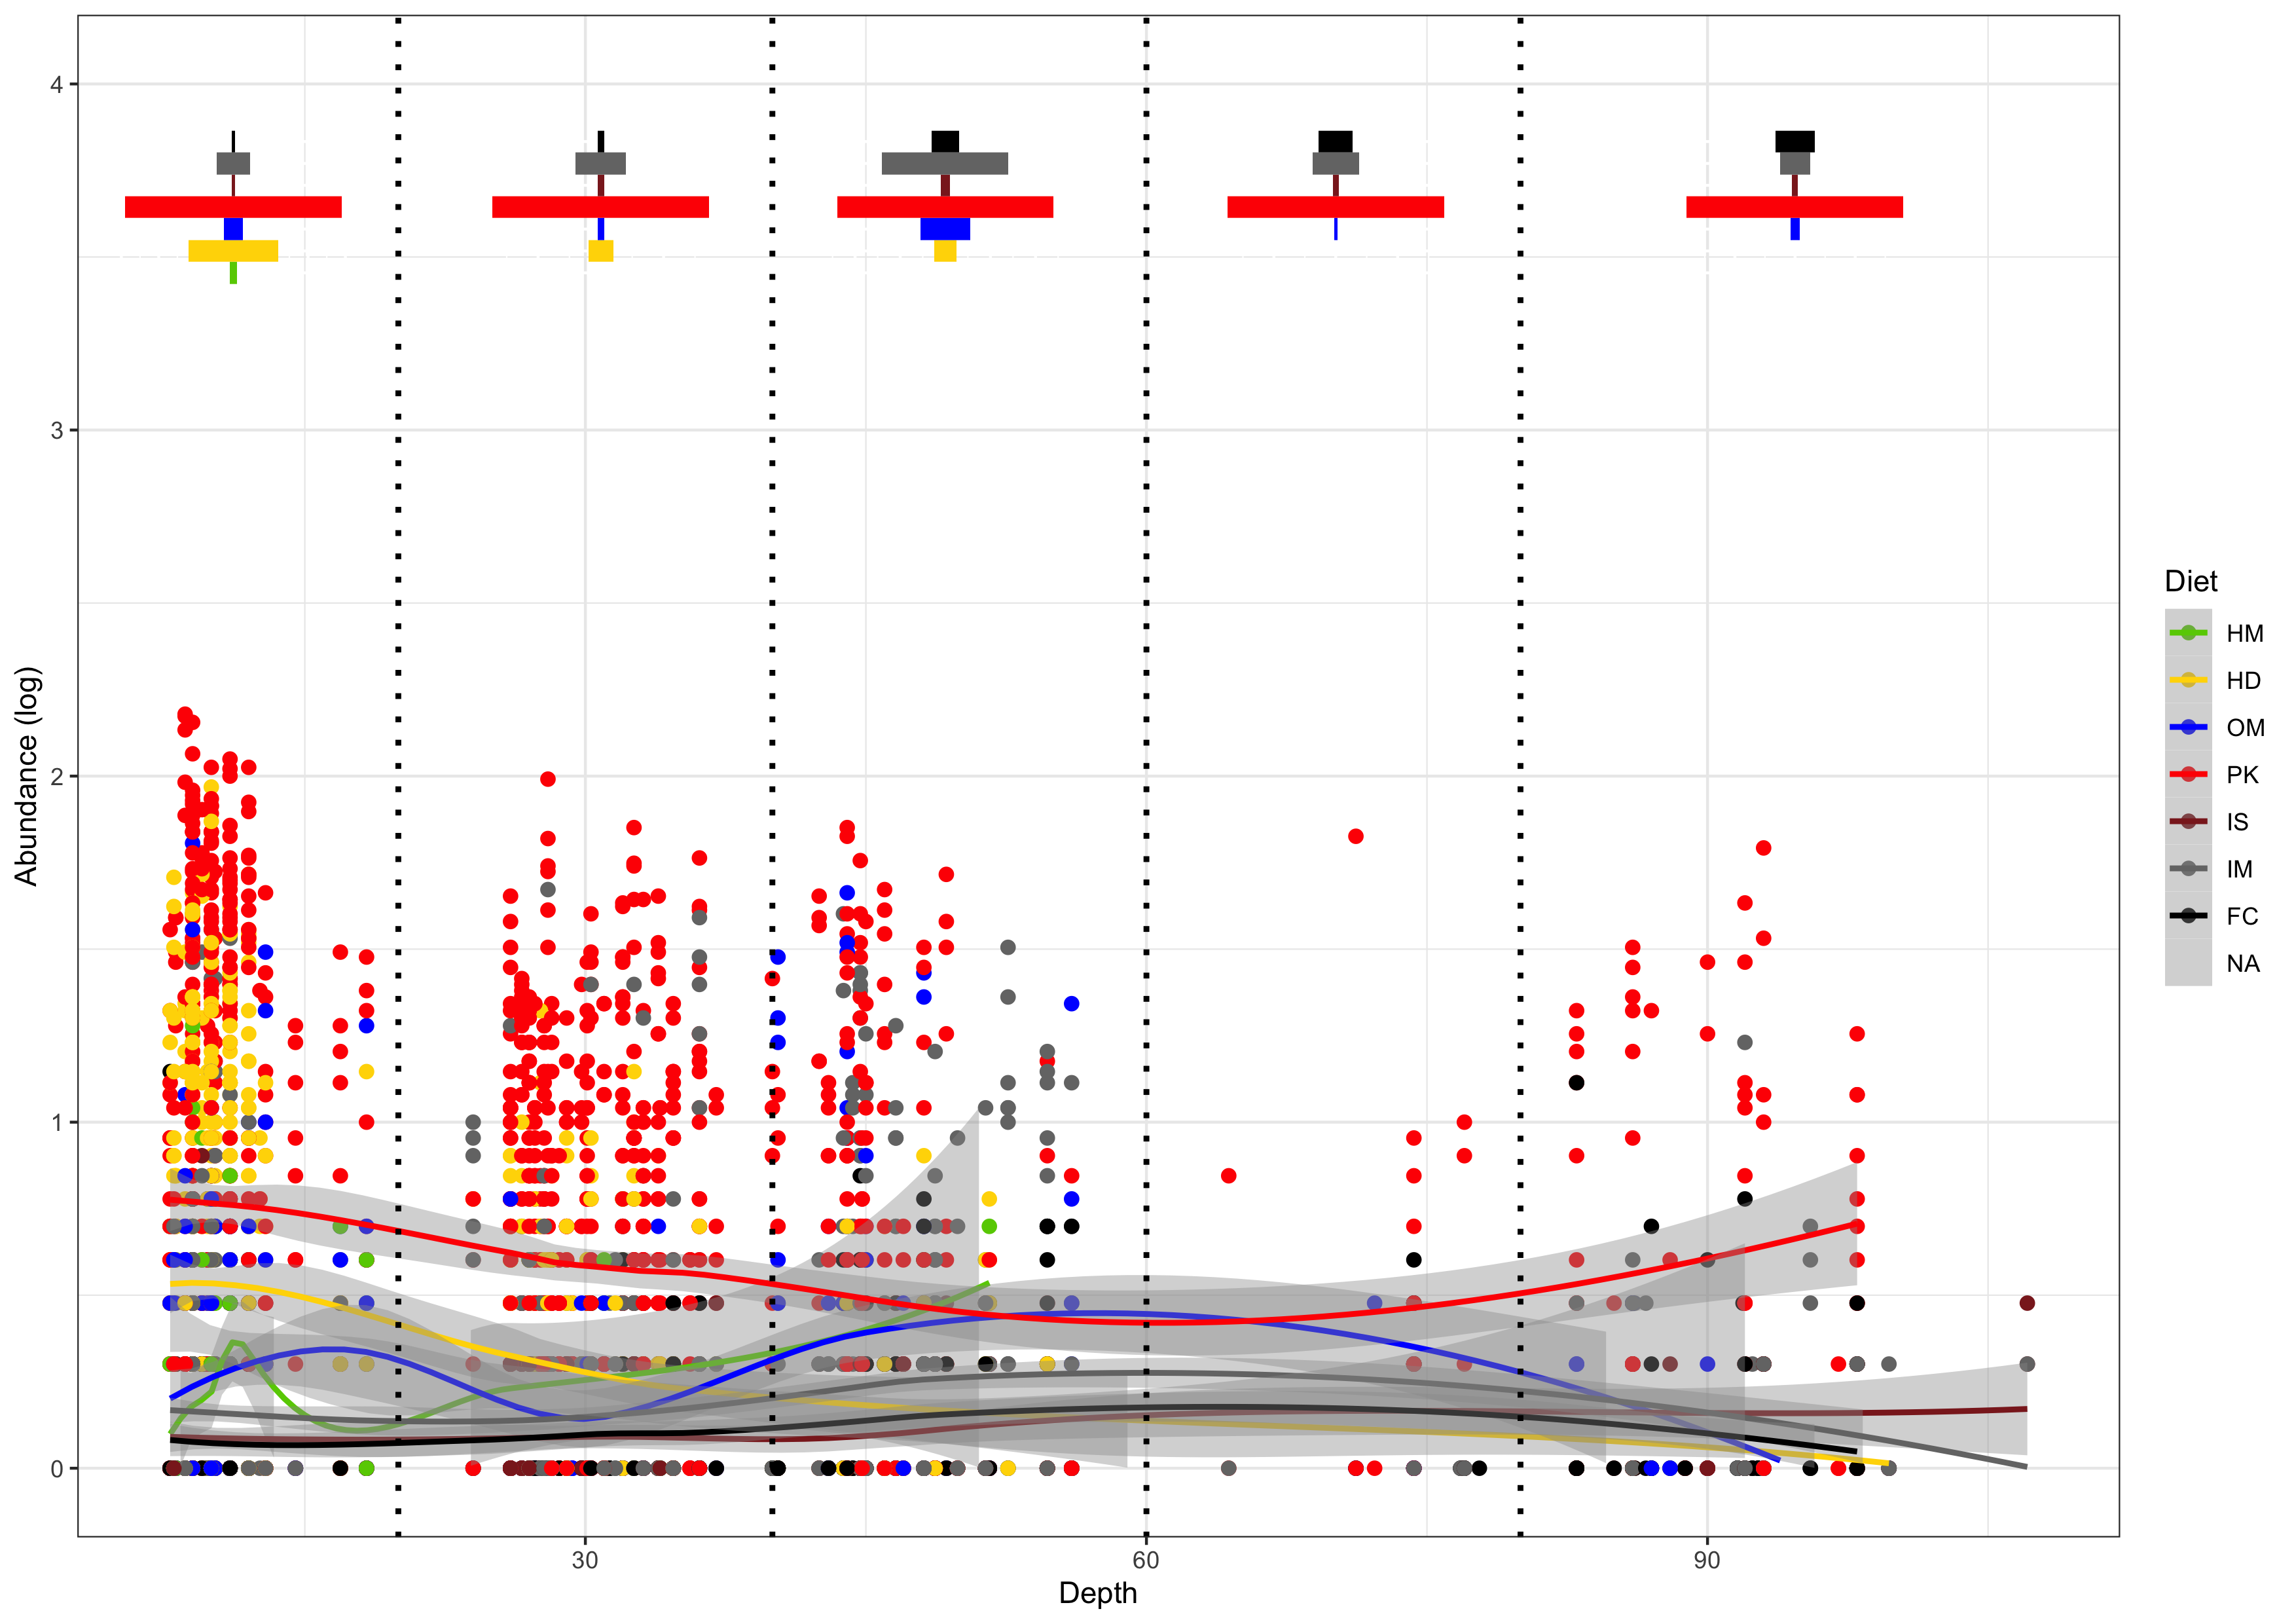 4
3
2
1
0
Abundance (log)
30
60
90
Depth
Diet
HM
HD
OM
PK
IS
IM
FC
NA